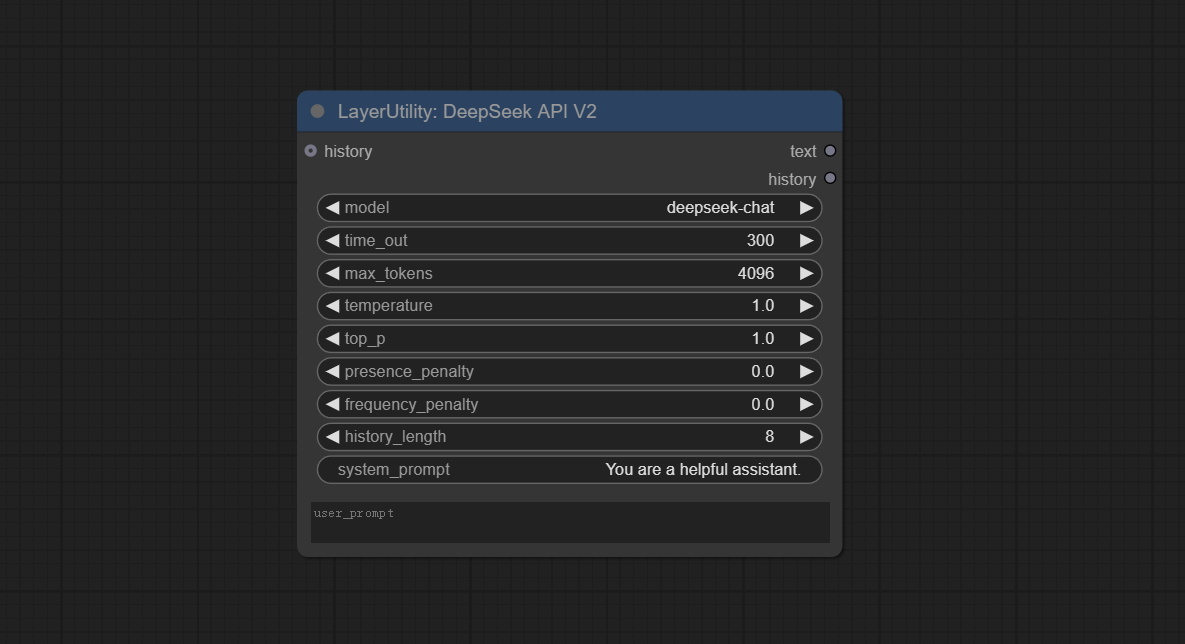 LayerUtility: DeepSeek API V2
history text
history
model deepseek-chat
time_out 300
max_tokens 4096
temperature 1.0
top_p 1.0
presence_penalty 0.0
frequency_penalty 0.0
history_length 8
system_prompt You are a helpful assistant.
user_prompt